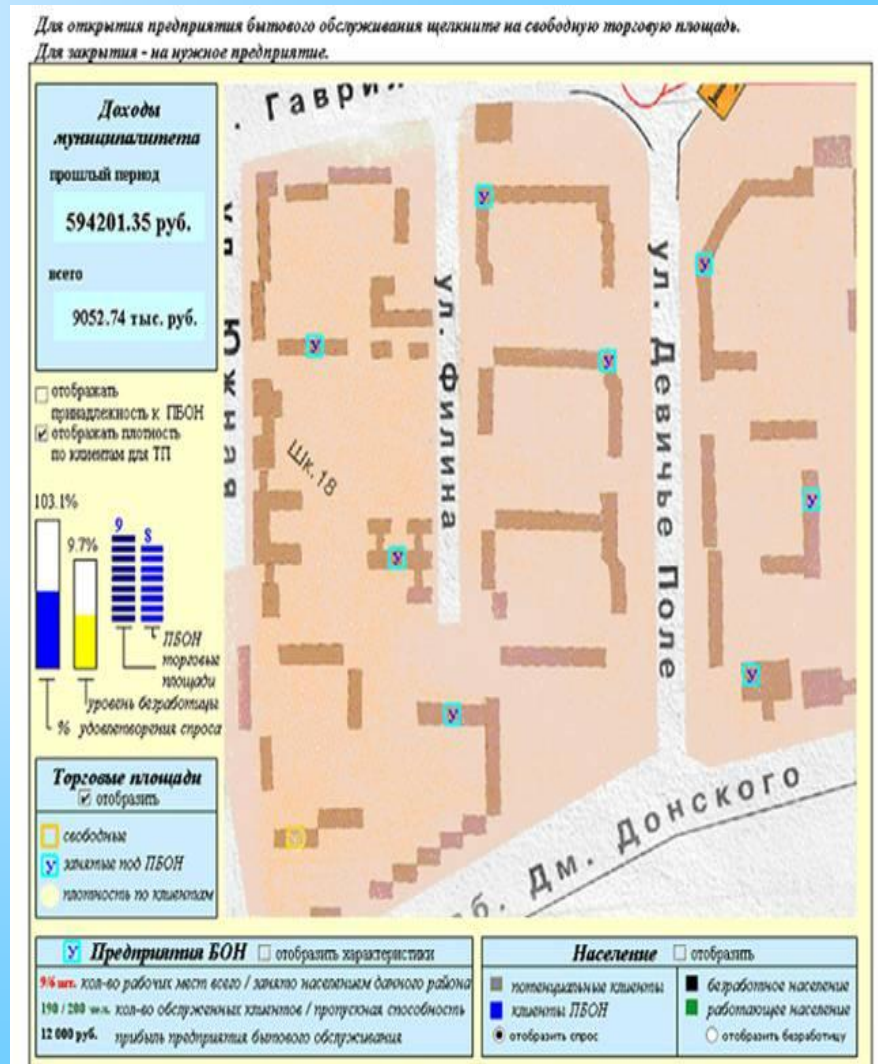 Для открытия предприятия бытового обслуживания щелкните на свободную торговую площадь.
Для закрытия - на нужное предприятие.
Доходы
муниципалитета
прошлый период
594201.35 руб.
всего
9052.74 тыс. руб.
отображать
принадлежность к ПБОН
отображать плотность
по клиентам для ТП
103.1%
9.7%
9
8
ПБОН
торговые
площади
уровень безработицы
% удовлетворения спроса
Торговые площади
отобразить
свободные
У занятые под ПБОН
плотность по клиентам
. Гаврил
жная
Шк. 18
ул. Филина
ул. Девичье Поле
б. Дм. Донского
У
У
У
У
У
У
У
У
У Предприятия БОН отобразить характеристики
9/6 шт. кол-во рабочих мест всего / занято населением данного района
190 / 200 чел. кол-во обслуженных клиентов / пропускная способность
12 000 руб. прибыль предприятия бытового обслуживания
Население отобразить
потенциальные клиенты
клиенты ПБОН
отобразить спрос
безработное население
работающее население
отобразить безработицу